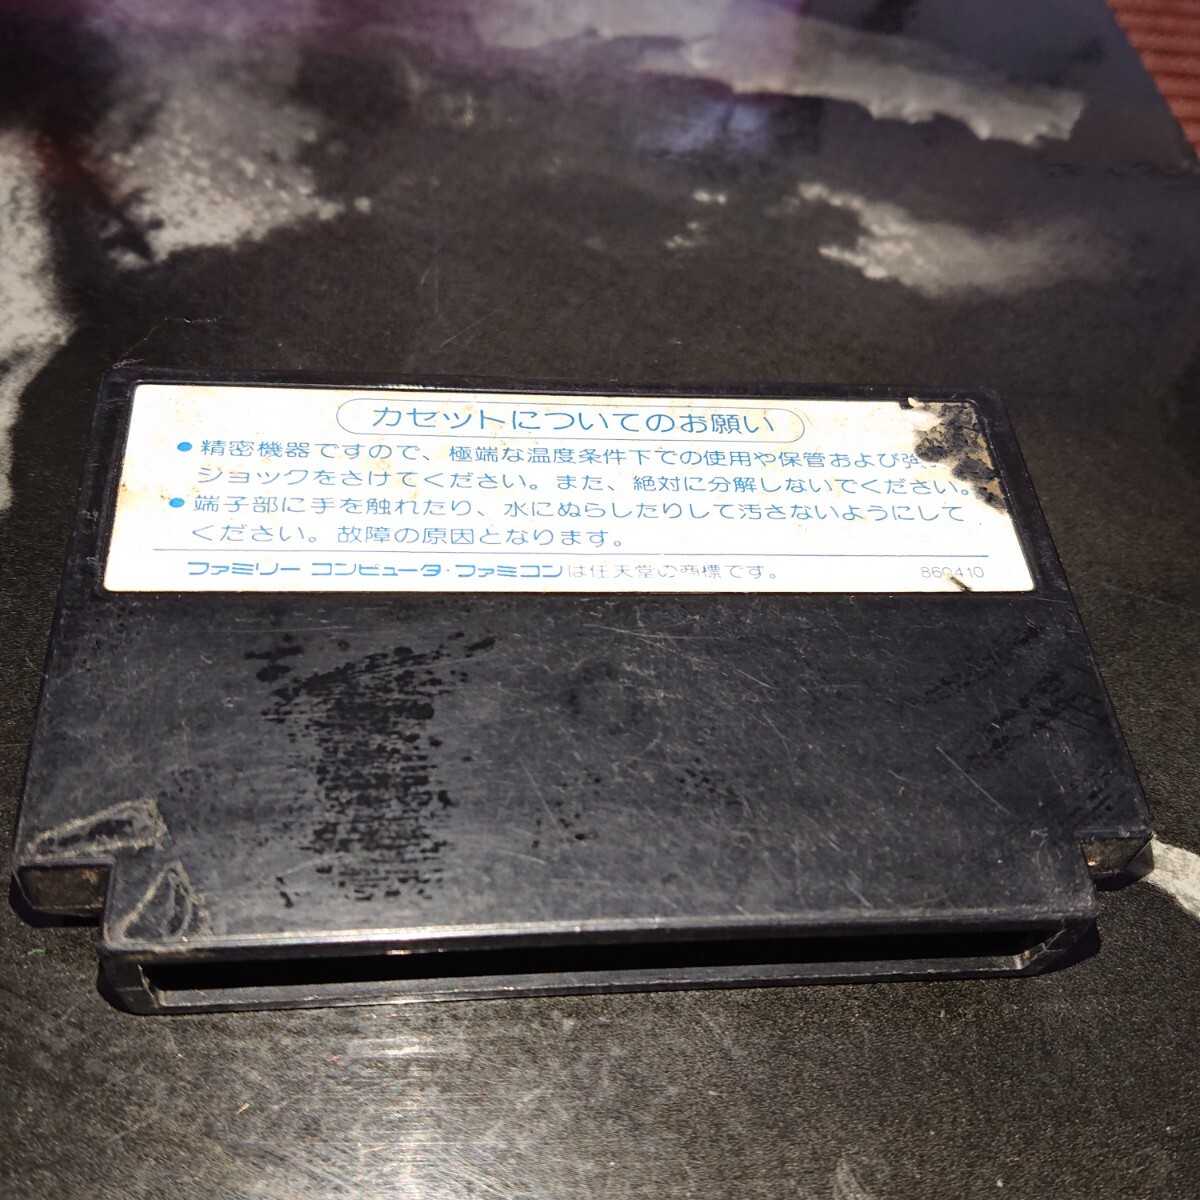 カセットについてのお願い
●精密機器ですので、極端な温度条件下での使用や保管および強
ショックをさけてください。また、絶対に分解しないでください。
●端子部に手を触れたり、水にぬらしたりして汚さないようにして
ください。故障の原因となります。
ファミリー コンピュータ・ファミコンは任天堂の商標です。 860410